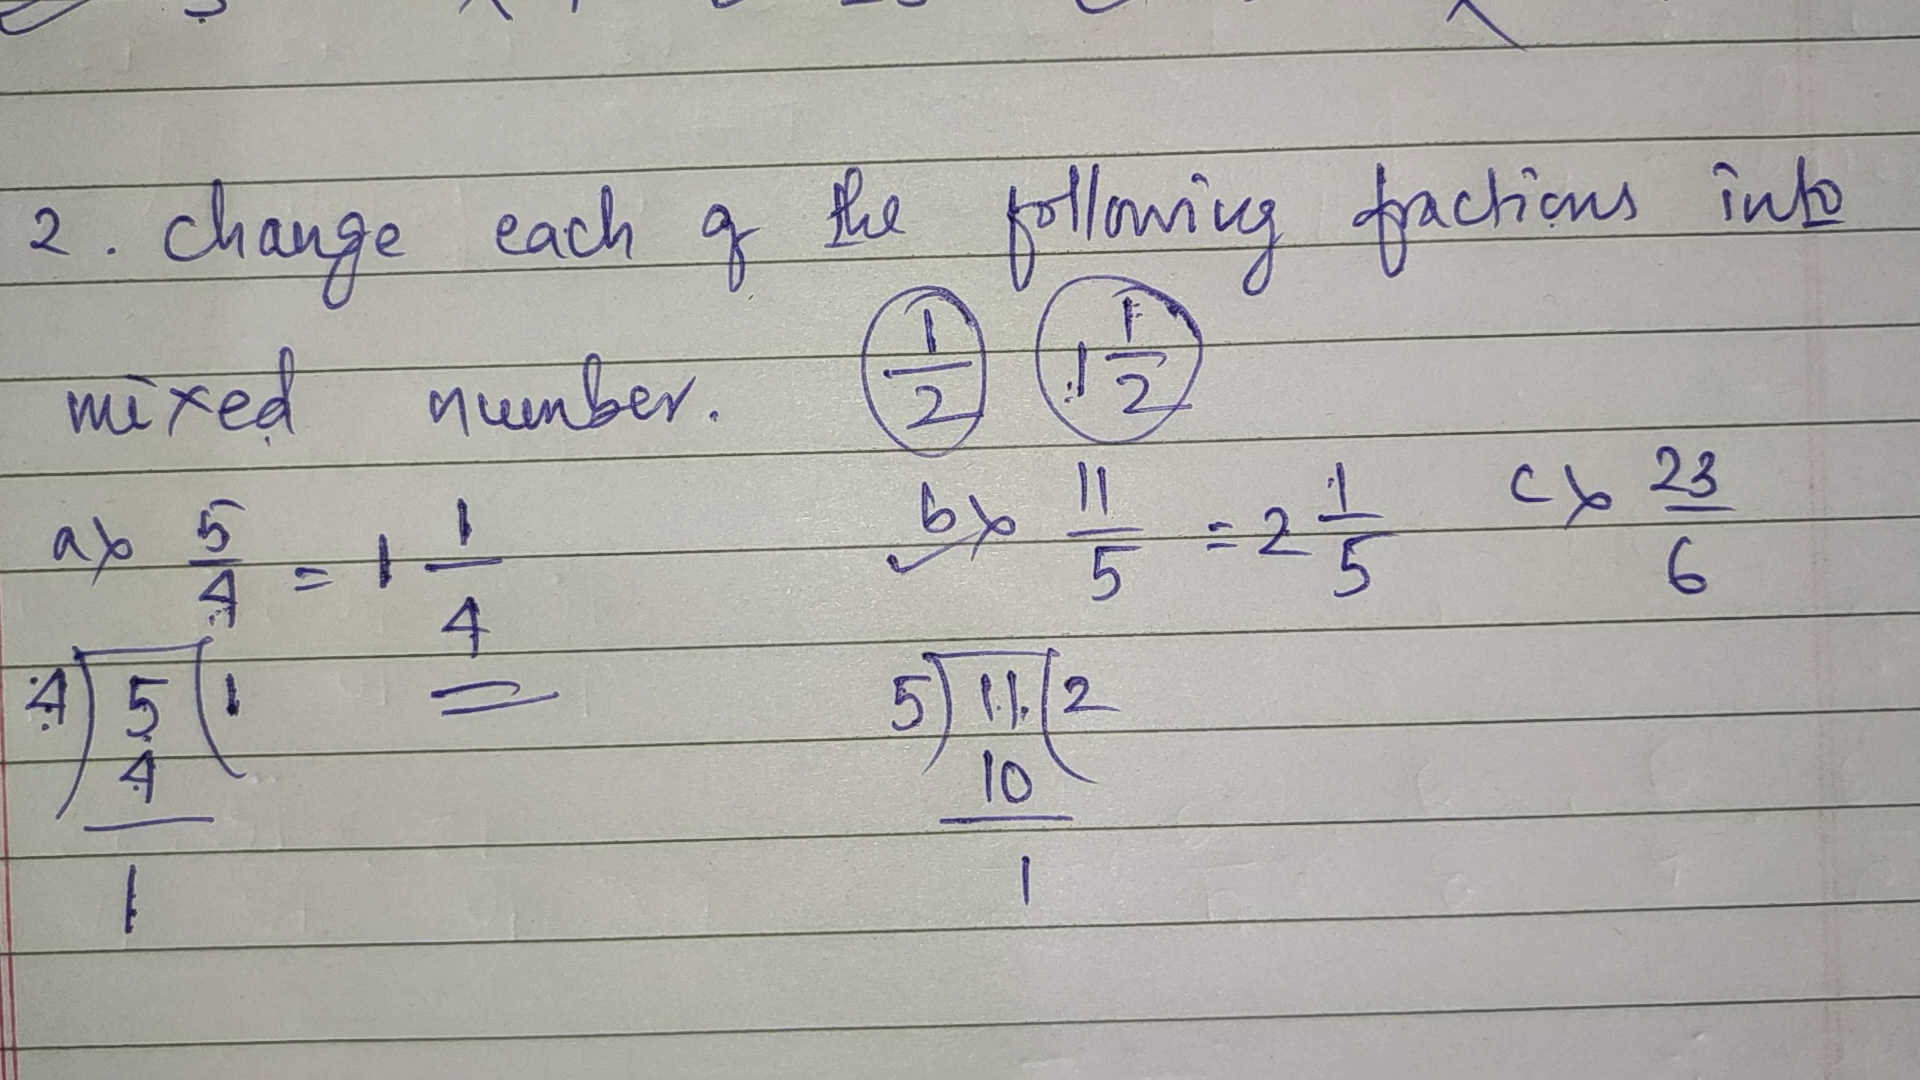 2. Change each of the following fractions into
mixed number. 1/2 1 1/2
a) 5/4 = 1 1/4 b) 11/5 = 2 1/5 c) 23/6
4) 5 (1 5) 11 (2
4 10
1 1